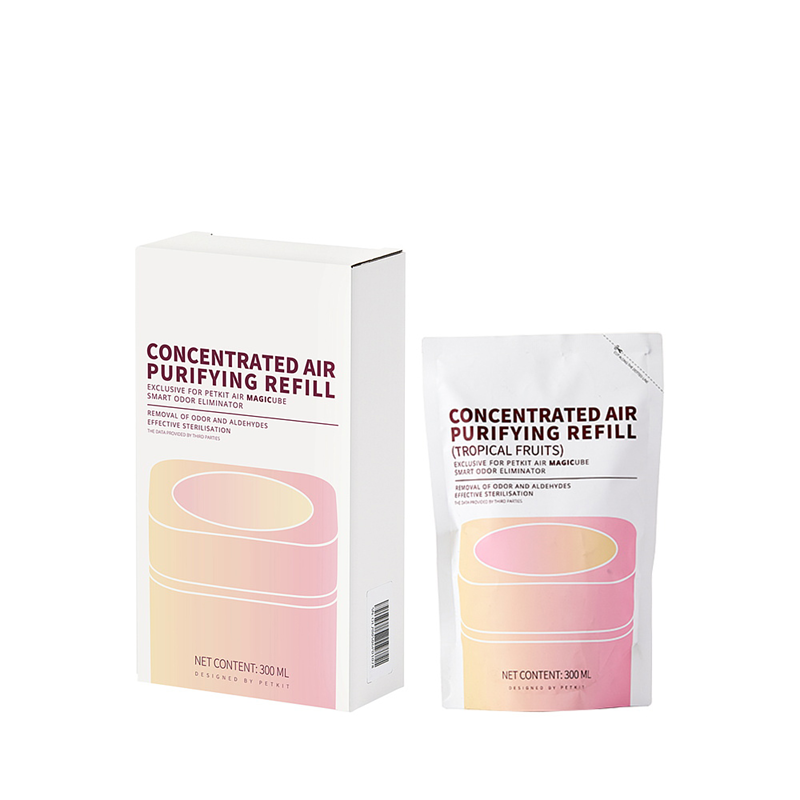 CONCENTRATED AIR
PURIFYING REFILL
EXCLUSIVE FOR PETKIT AIR MAGICUBE
SMART ODOR ELIMINATOR
REMOVAL OF ODOR AND ALDEHYDES
EFFECTIVE STERILISATION
THE DATA PROVIDED BY THIRD PARTIES
NET CONTENT: 300 ML
DESIGNED BY PETKIT
CONCENTRATED AIR
PURIFYING REFILL
(TROPICAL FRUITS)
EXCLUSIVE FOR PETKIT AIR MAGICUBE
SMART ODOR ELIMINATOR
REMOVAL OF ODOR AND ALDEHYDES
EFFECTIVE STERILISATION
THE DATA PROVIDED BY THIRD PARTIES
NET CONTENT: 300 ML
DESIGNED BY PETKIT